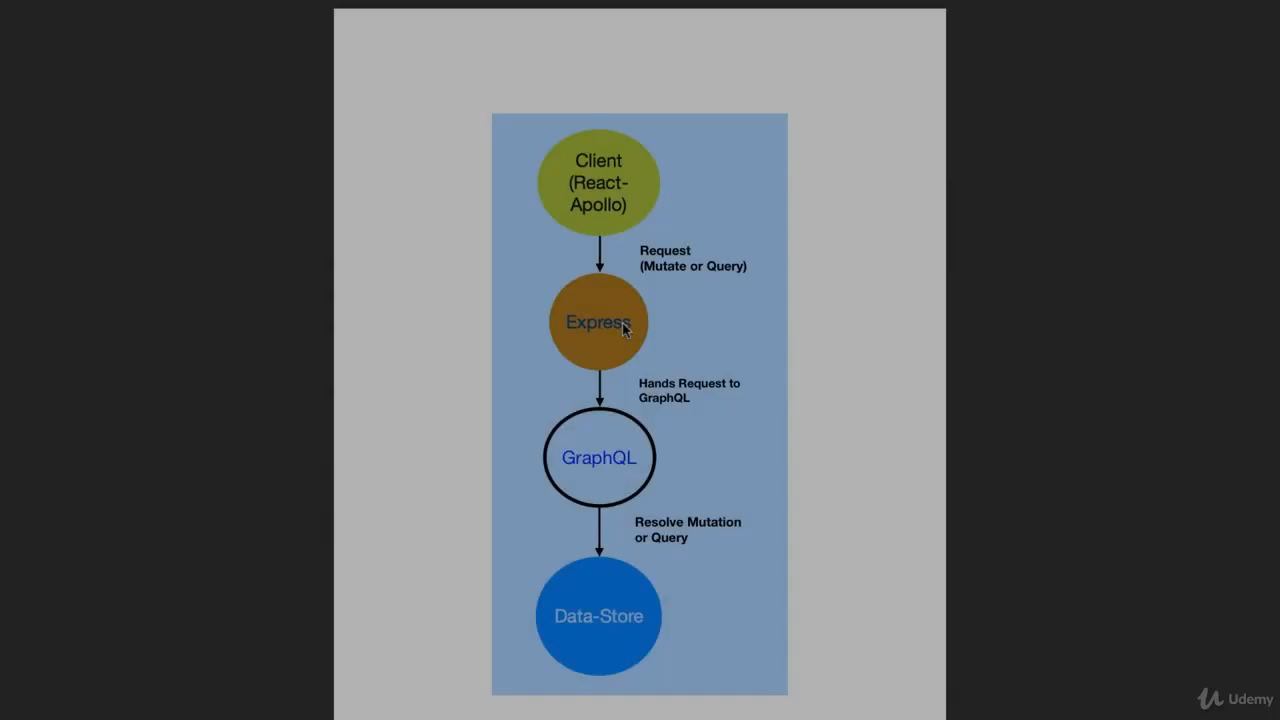 Client
(React-
Apollo)
Request
(Mutate or Query)
Express
Hands Request to
GraphQL
GraphQL
Resolve Mutation
or Query
Data-Store
Udemy